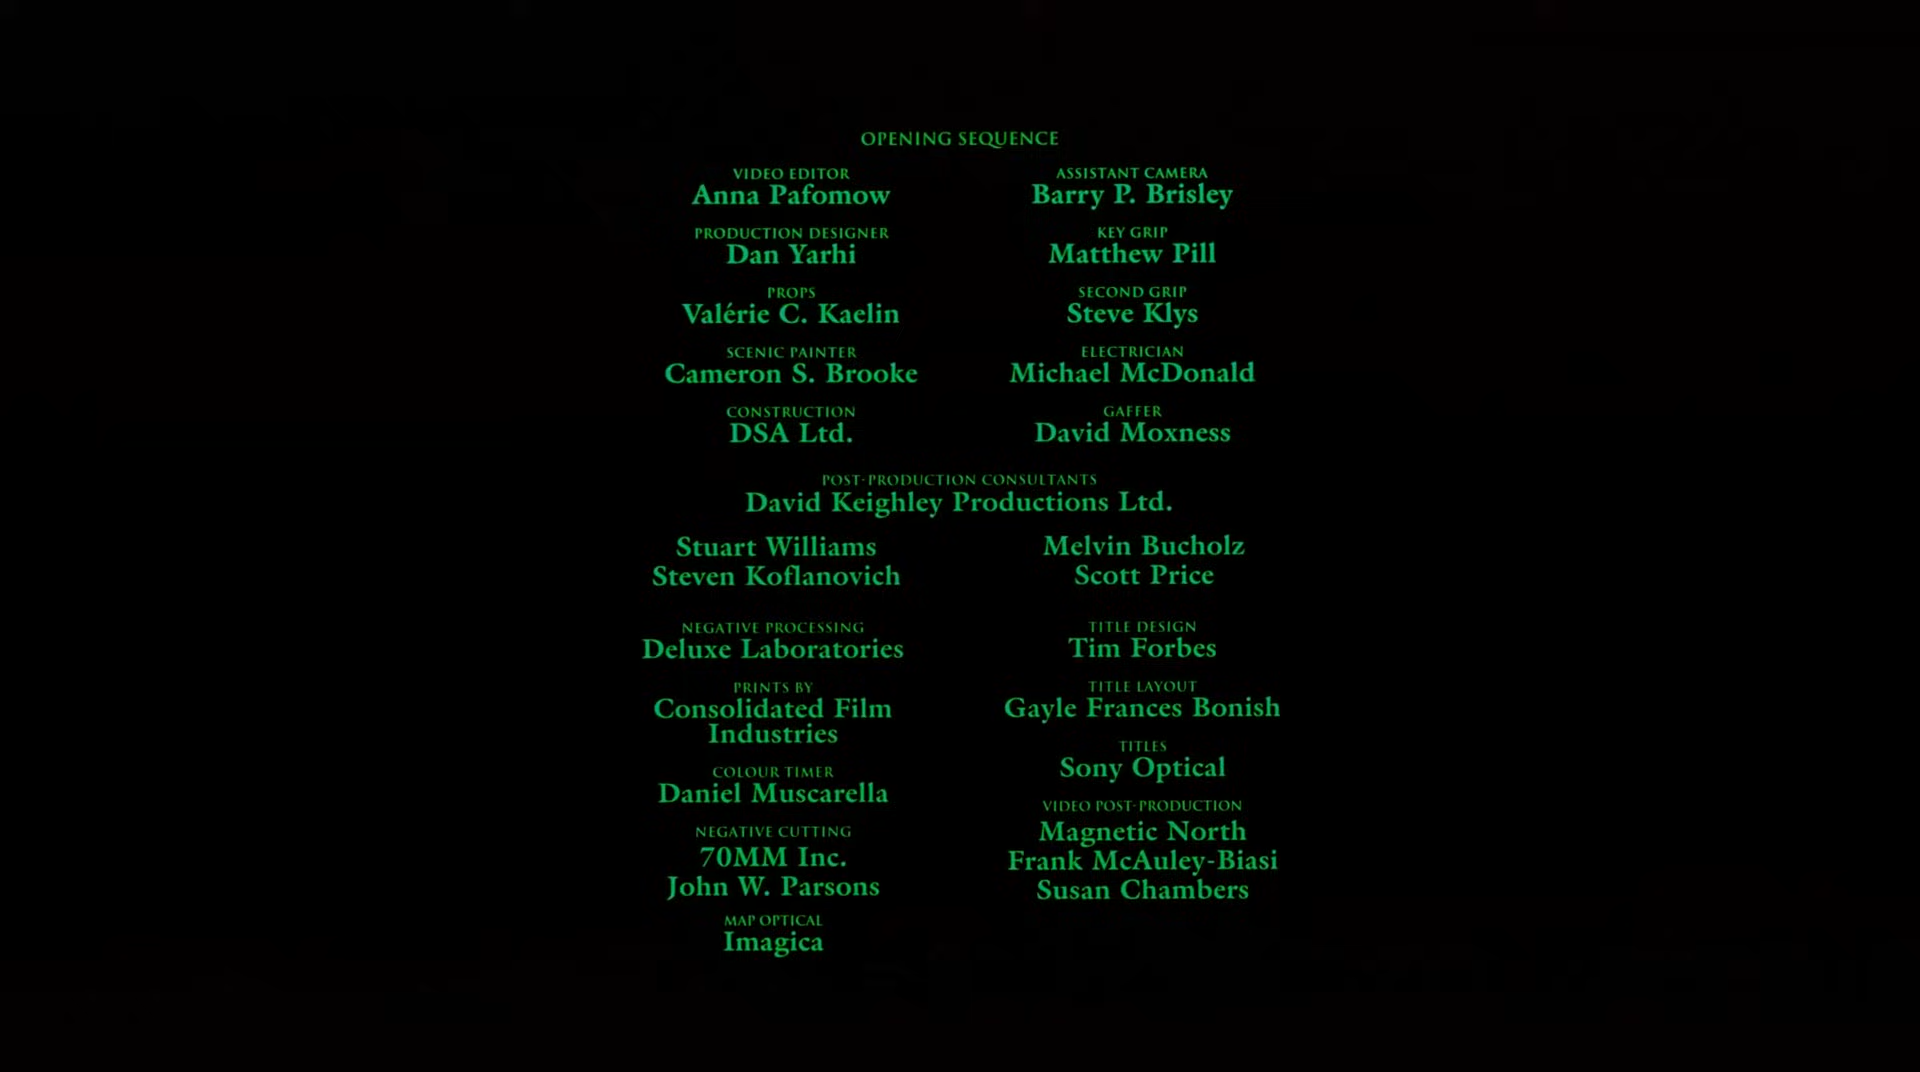 OPENING SEQUENCE
VIDEO EDITOR
Anna Pafomow
PRODUCTION DESIGNER
Dan Yarhi
PROPS
Valérie C. Kaelin
SCENIC PAINTER
Cameron S. Brooke
CONSTRUCTION
DSA Ltd.
ASSISTANT CAMERA
Barry P. Brisley
KEY GRIP
Matthew Pill
SECOND GRIP
Steve Klys
ELECTRICIAN
Michael McDonald
GAFFER
David Moxness
POST-PRODUCTION CONSULTANTS
David Keighley Productions Ltd.
Stuart Williams
Steven Koflanovich
Melvin Bucholz
Scott Price
NEGATIVE PROCESSING
Deluxe Laboratories
PRINTS BY
Consolidated Film
Industries
COLOUR TIMER
Daniel Muscarella
NEGATIVE CUTTING
70MM Inc.
John W. Parsons
MAP OPTICAL
Imagica
TITLE DESIGN
Tim Forbes
TITLE LAYOUT
Gayle Frances Bonish
TITLES
Sony Optical
VIDEO POST-PRODUCTION
Magnetic North
Frank McAuley-Biasi
Susan Chambers